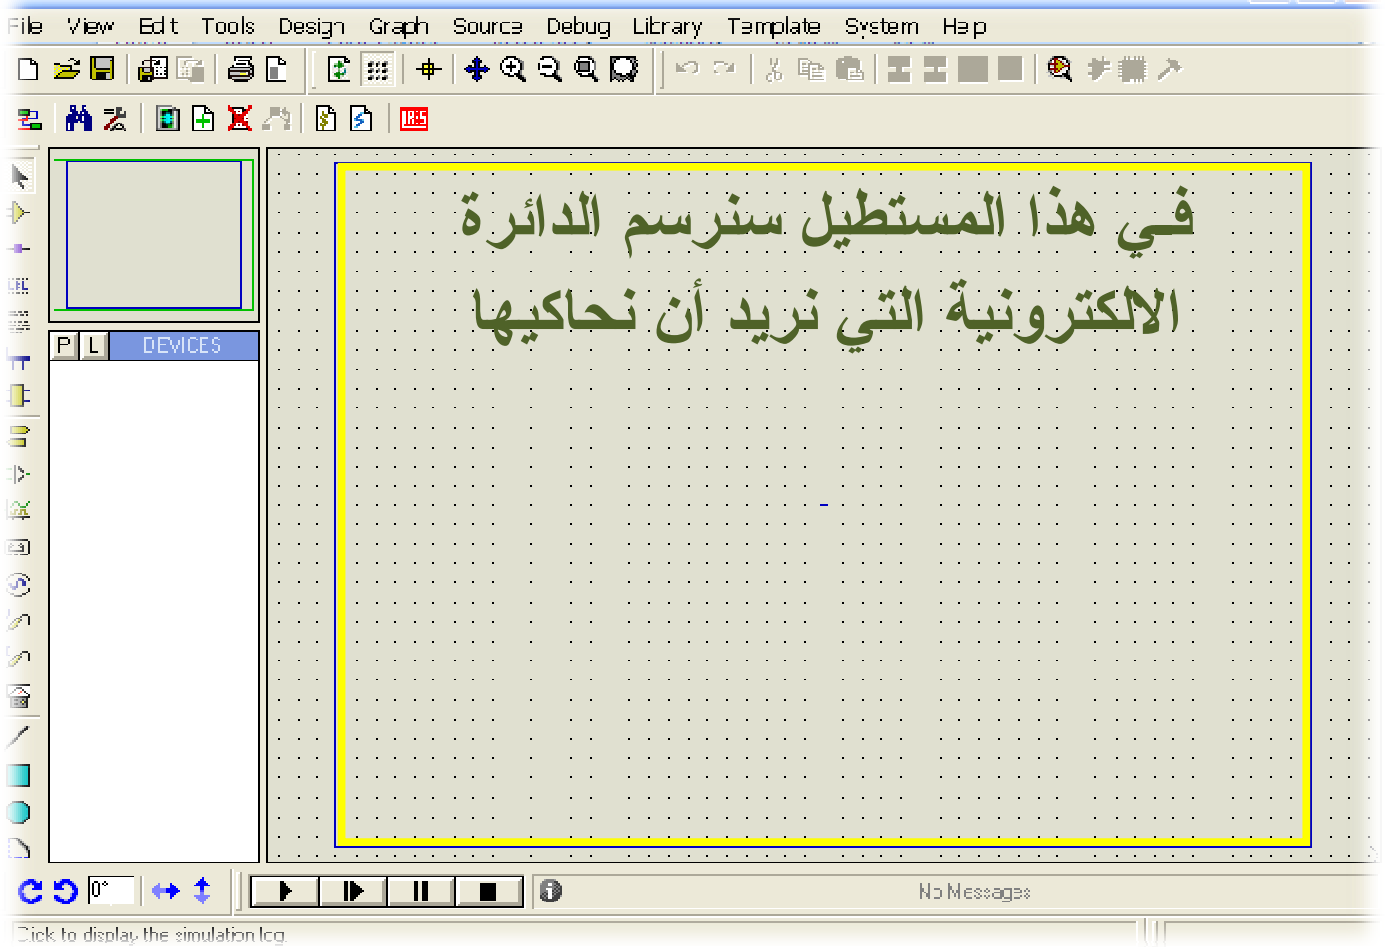 File View Edit Tools Design Graph Source Debug Library Template System Help
في هذا المستطيل سنرسم الدائرة
الالكترونية التي نريد أن نحاكيها
P L DEVICES
0°
No Messages
Click to display the simulation log.